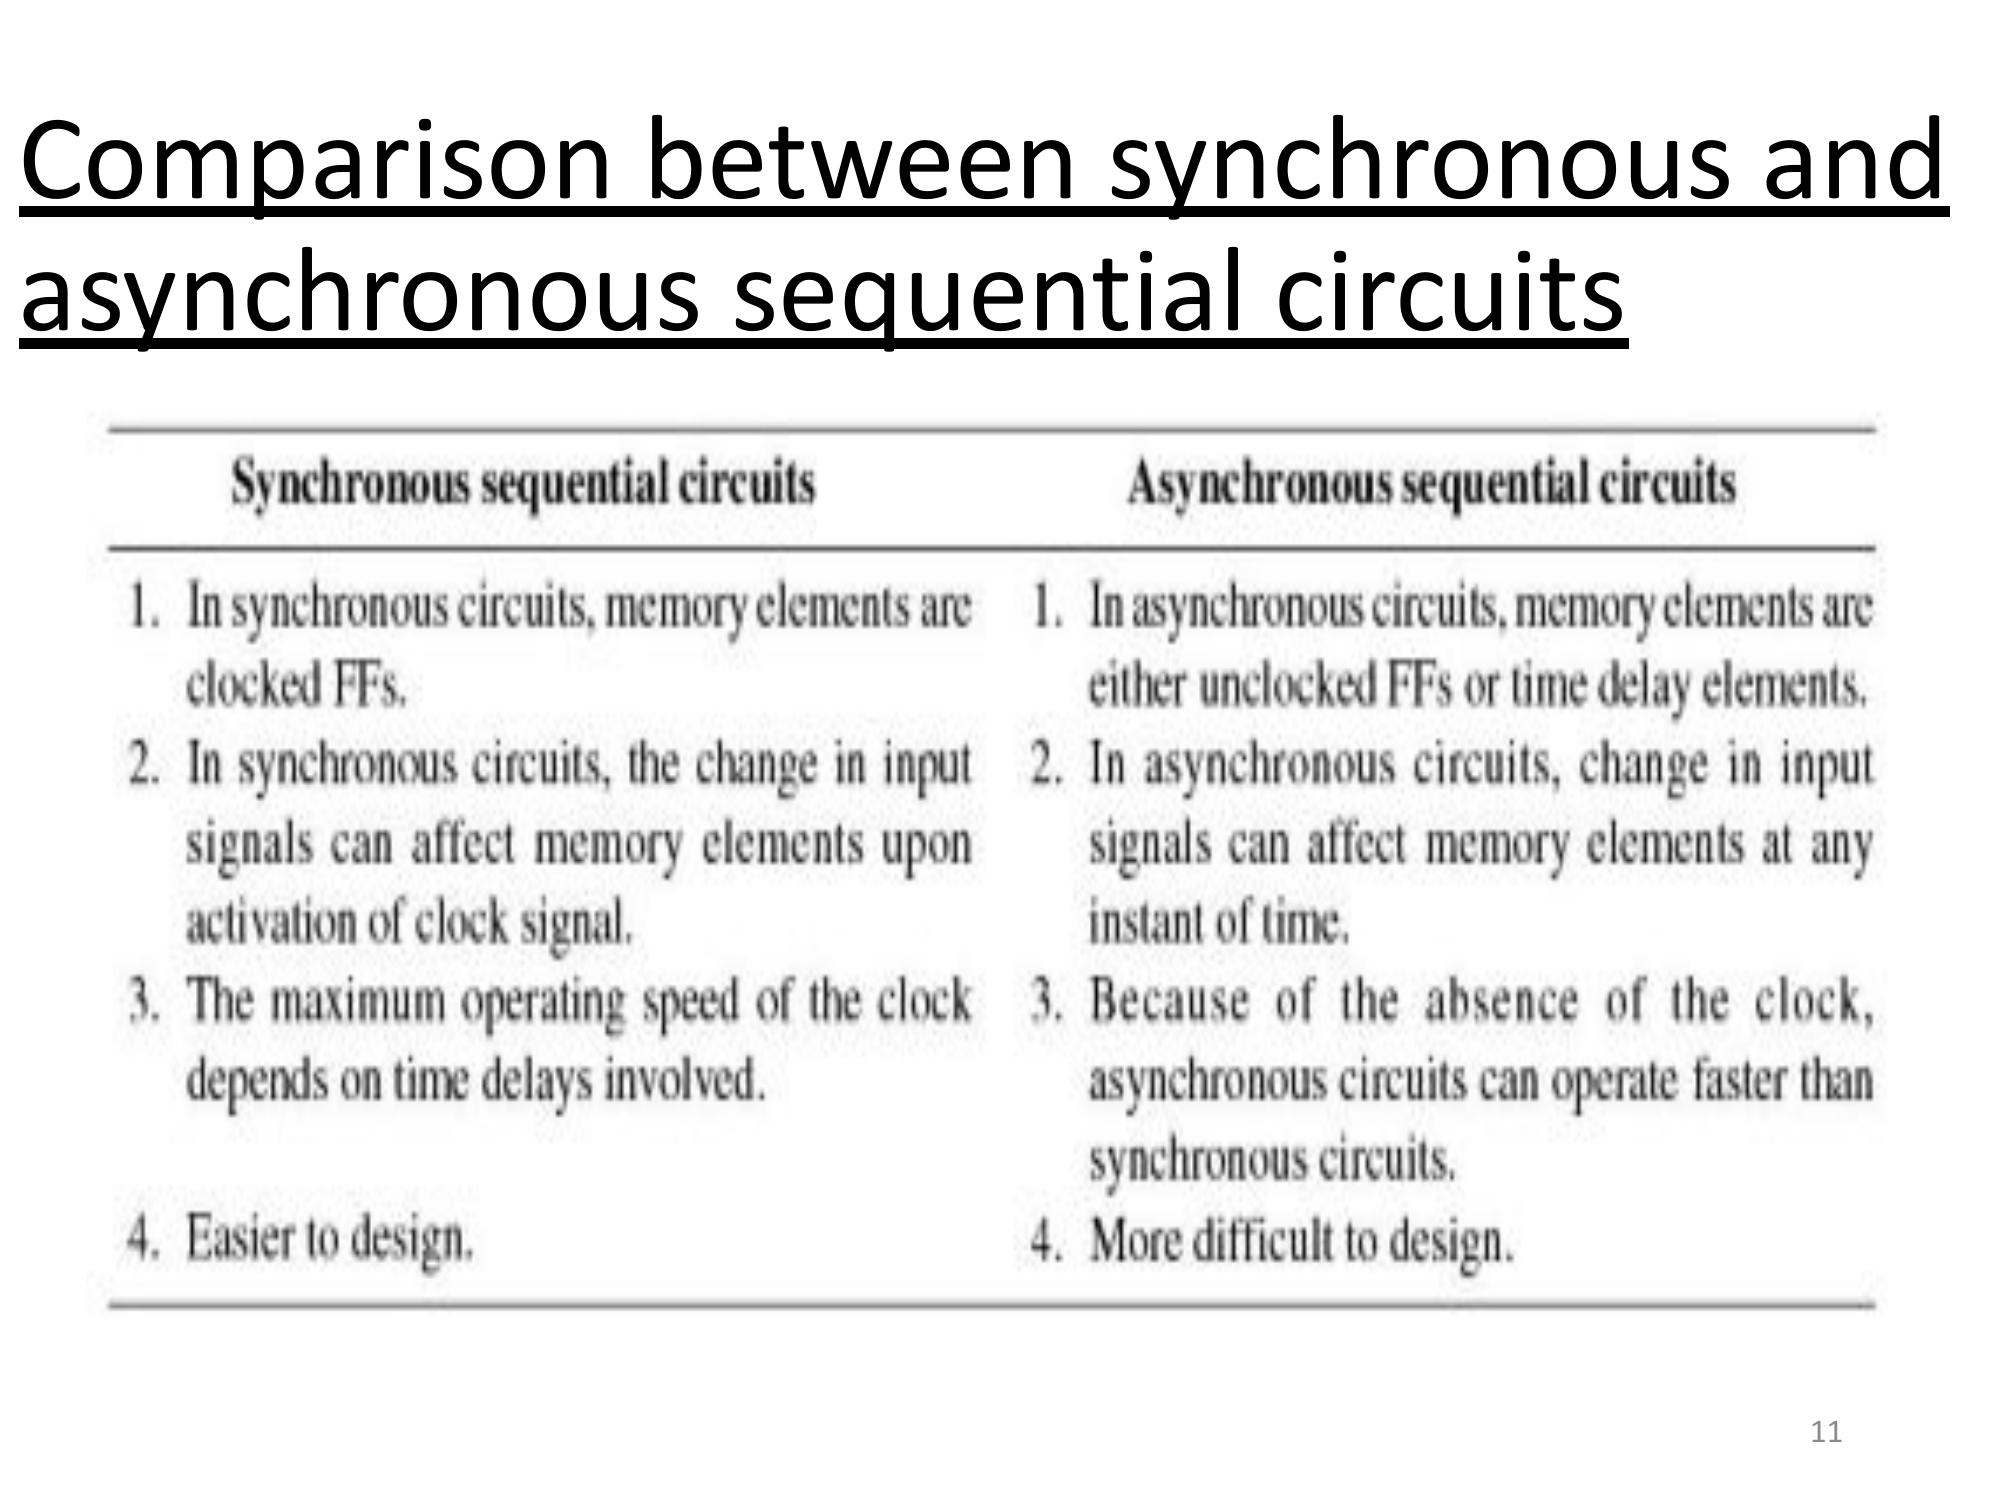 Comparison between synchronous and
asynchronous sequential circuits
Synchronous sequential circuits
Asynchronous sequential circuits
1. In synchronous circuits, memory elements are
clocked FFs.
1. In asynchronous circuits, memory elements are
either unclocked FFs or time delay elements.
2. In synchronous circuits, the change in input
signals can affect memory elements upon
activation of clock signal.
2. In asynchronous circuits, change in input
signals can affect memory elements at any
instant of time.
3. The maximum operating speed of the clock
depends on time delays involved.
3. Because of the absence of the clock,
asynchronous circuits can operate faster than
synchronous circuits.
4. Easier to design.
4. More difficult to design.
11